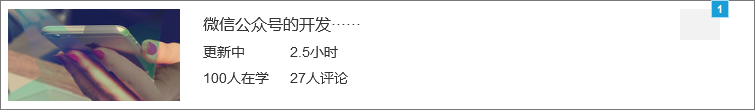 微信公众号的开发······
更新中 2.5小时
100人在学 27人评论
1